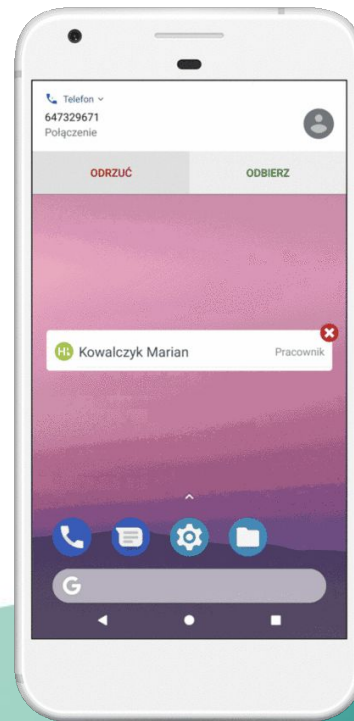 Telefon
647329671
Połączenie
ODRZUĆ ODBIERZ
Kowalczyk Marian Pracownik
G